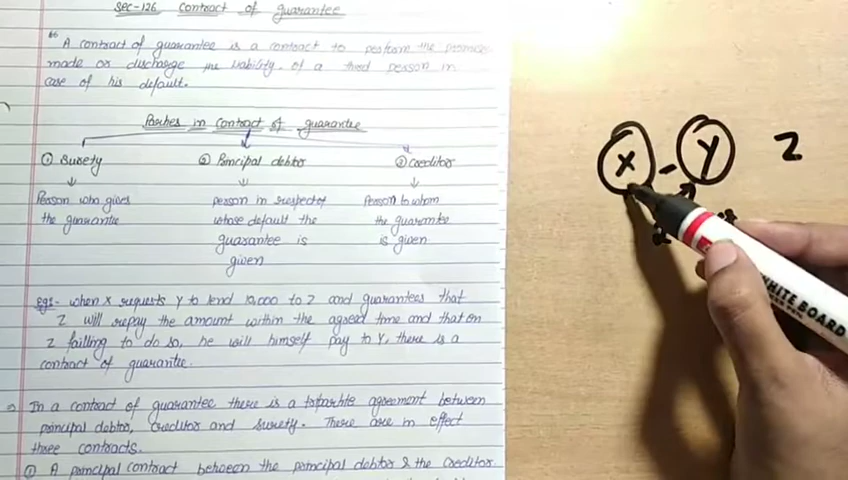 Sec-126 Contract of guarantee
" A contract of guarantee is a contract to perform the promise
made or discharge the liability, of a third person in
case of his default.
Parties in contract of guarantee
① Surety ② Principal debtor ③ Creditor
Person who gives person in respect of Person to whom
the guarantee whose default the the guarantee
guarantee is is given
given
eg:- when X requests Y to lend 10,000 to Z and guarantees that
Z will repay the amount within the agreed time and that on
Z failling to do so, he will himself pay to Y, there is a
contract of guarantee.
In a contract of guarantee there is a tripartite agreement between
principal debtor, creditor and surety. There are in effect
three contracts.
① A principal contract between the principal debtor & the creditor
X - Y Z
WHITEBOARD